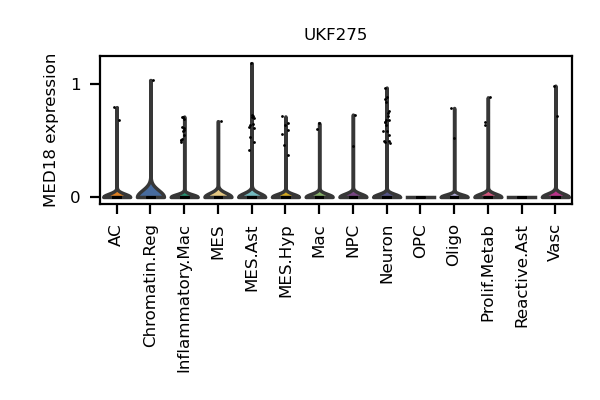 UKF275
MED18 expression
1
0
AC
Chromatin.Reg
Inflammatory.Mac
MES
MES.Ast
MES.Hyp
Mac
NPC
Neuron
OPC
Oligo
Prolif.Metab
Reactive.Ast
Vasc